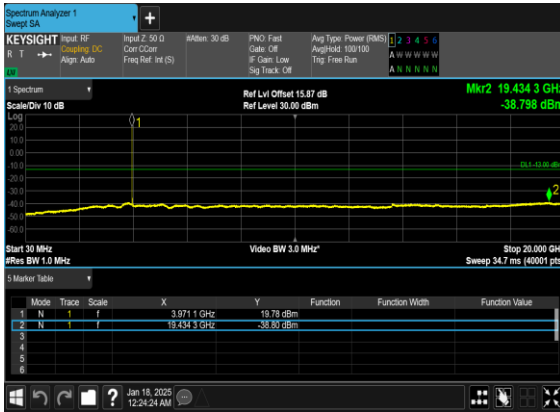 Spectrum Analyzer 1
Swept SA
+
KEYSIGHT Input: RF Input Z: 50 Ω #Atten: 30 dB PNO: Fast Avg Type: Power (RMS) 1 2 3 4 5 6
R T Coupling: DC Corr CCorr Gate: Off Avg|Hold: 100/100 A W W W W W
Align: Auto Freq Ref: Int (S) IF Gain: Low Trig: Free Run
Sig Track: Off A N N N N N
1 Spectrum
Scale/Div 10 dB
Ref Lvl Offset 15.87 dB
Ref Level 30.00 dBm
Mkr2 19.434 3 GHz
-38.798 dBm
Log
20.0
10.0
0.00
-10.0
-20.0
-30.0
-40.0
-50.0
-60.0
1
DL1 -13.00 dBm
2
Start 30 MHz Video BW 3.0 MHz* Stop 20.000 GHz
#Res BW 1.0 MHz Sweep 34.7 ms (40001 pts)
5 Marker Table
Mode Trace Scale X Y Function Function Width Function Value
1 N 1 f 3.971 1 GHz 19.78 dBm
2 N 1 f 19.434 3 GHz -38.80 dBm
3
4
5
6
?
Jan 18, 2025
12:24:24 AM